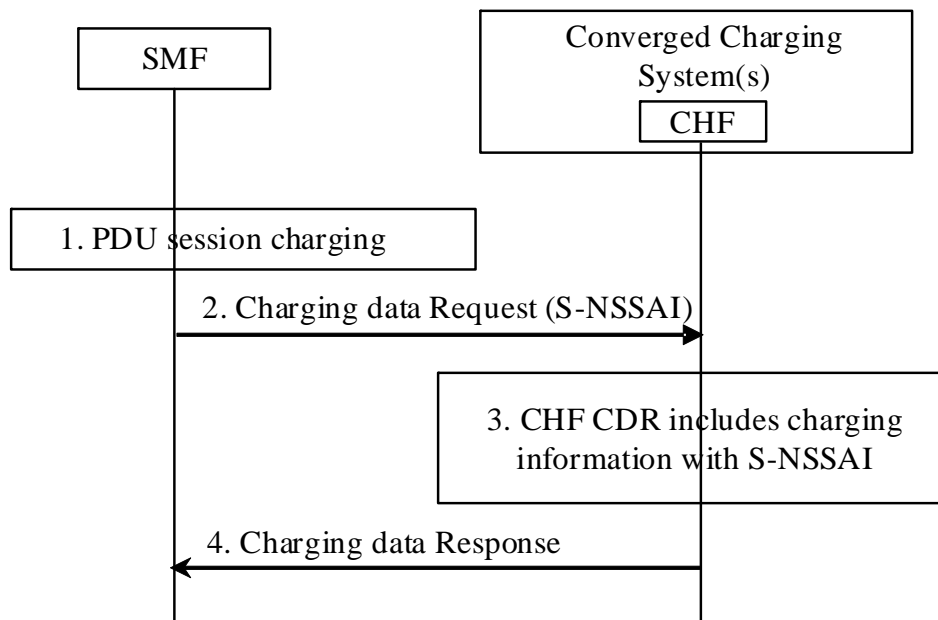 SMF
Converged Charging
System(s)
CHF
1. PDU session charging
2. Charging data Request (S-NSSAI)
3. CHF CDR includes charging
information with S-NSSAI
4. Charging data Response